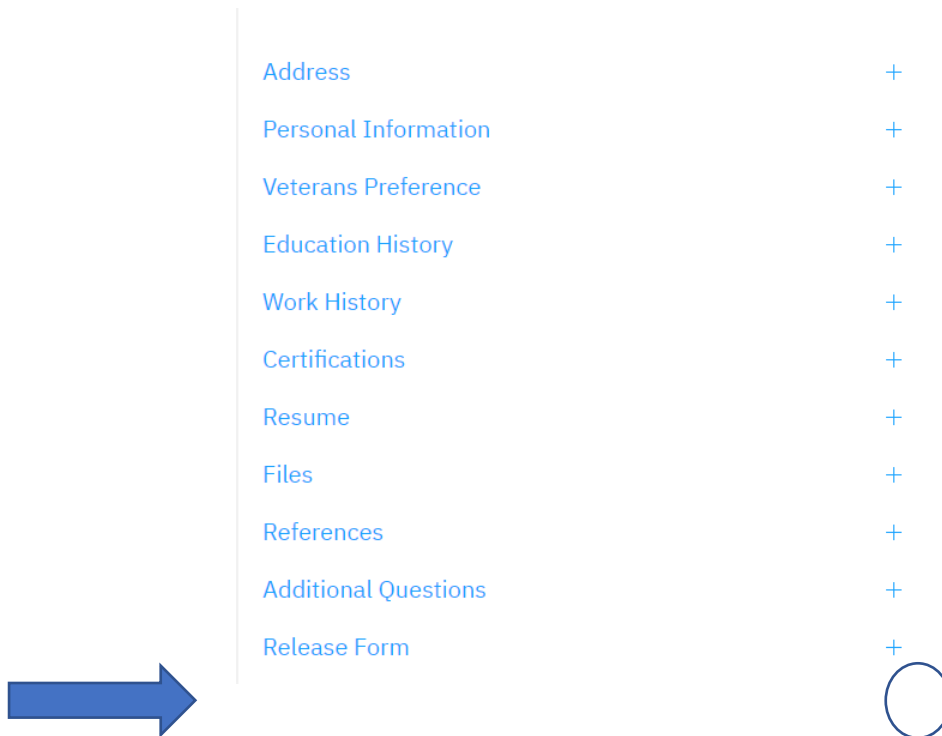 Address +
Personal Information +
Veterans Preference +
Education History +
Work History +
Certifications +
Resume +
Files +
References +
Additional Questions +
Release Form +